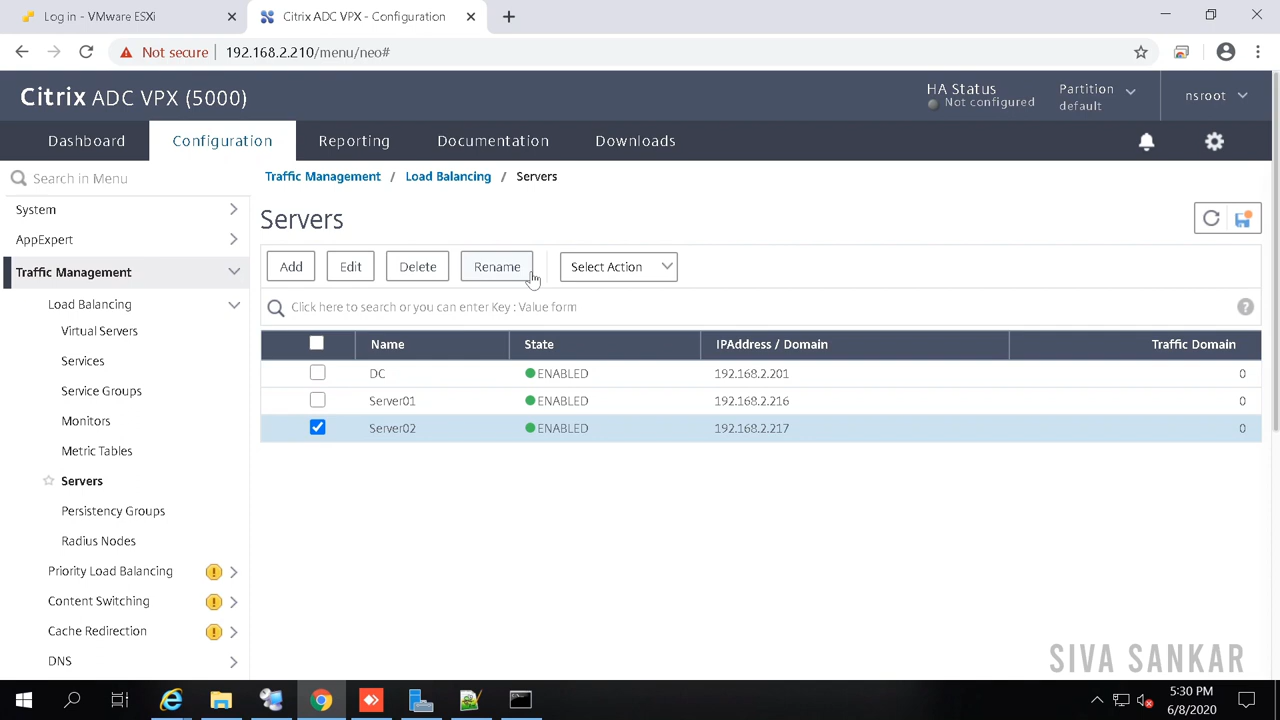 Log in - VMware ESXi
Citrix ADC VPX - Configuration
Not secure
192.168.2.210/menu/neo#
Citrix ADC VPX (5000)
HA Status
Not configured
Partition
default
nsroot
Dashboard
Configuration
Reporting
Documentation
Downloads
Search in Menu
Traffic Management / Load Balancing / Servers
System
AppExpert
Traffic Management
Load Balancing
Virtual Servers
Services
Service Groups
Monitors
Metric Tables
Servers
Persistency Groups
Radius Nodes
Priority Load Balancing
Content Switching
Cache Redirection
DNS
Servers
Add
Edit
Delete
Rename
Select Action
Click here to search or you can enter Key : Value form
?
Name State IPAddress / Domain Traffic Domain
DC ENABLED 192.168.2.201 0
Server01 ENABLED 192.168.2.216 0
Server02 ENABLED 192.168.2.217 0
SIVA SANKAR
5:30 PM
6/8/2020